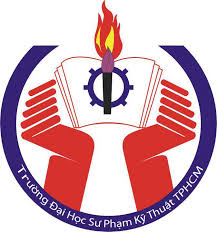 Trường Đại Học Sư Phạm Kỹ Thuật TPHCM